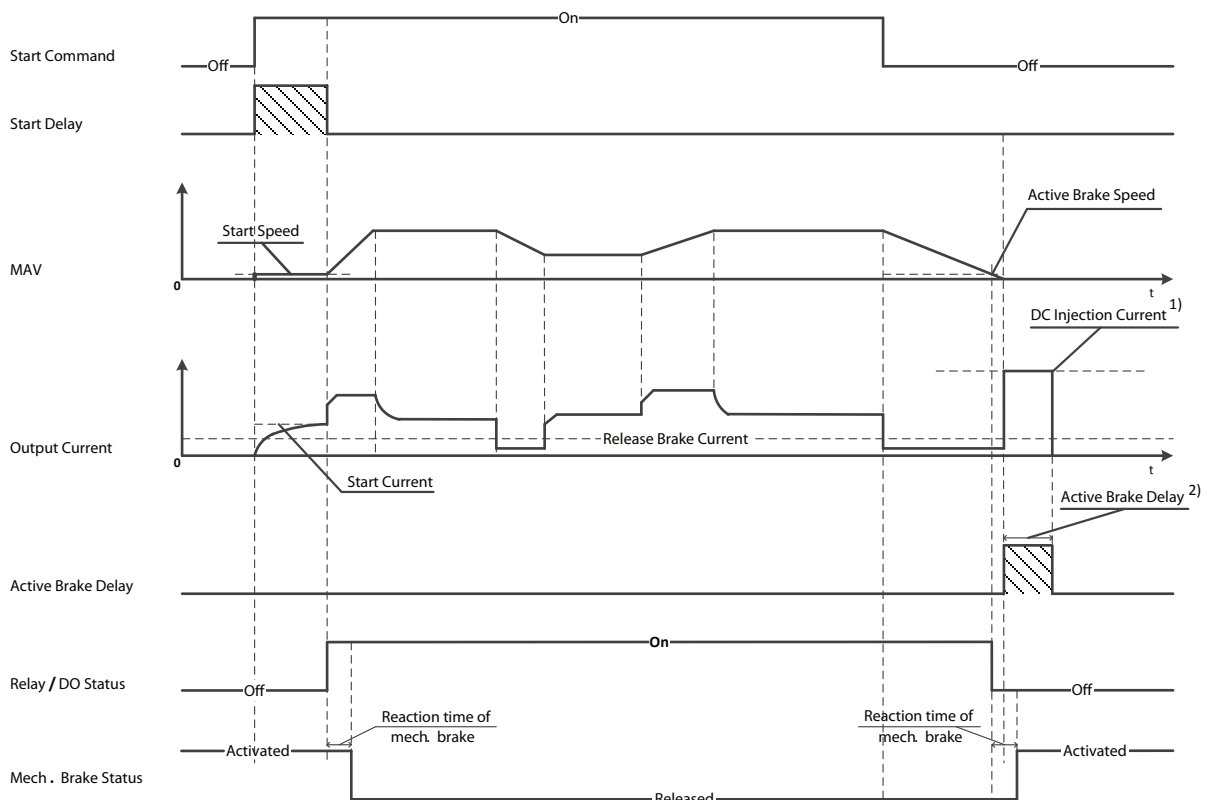 On
Start Command
Off
Off
Start Delay
Active Brake Speed
Start Speed
MAV
0
t
DC Injection Current 1)
Release Brake Current
Output Current
0
t
Start Current
Active Brake Delay 2)
Active Brake Delay
On
Relay / DO Status
Off
Off
Reaction time of
mech. brake
Reaction time of
mech. brake
Activated
Activated
Mech. Brake Status
Released